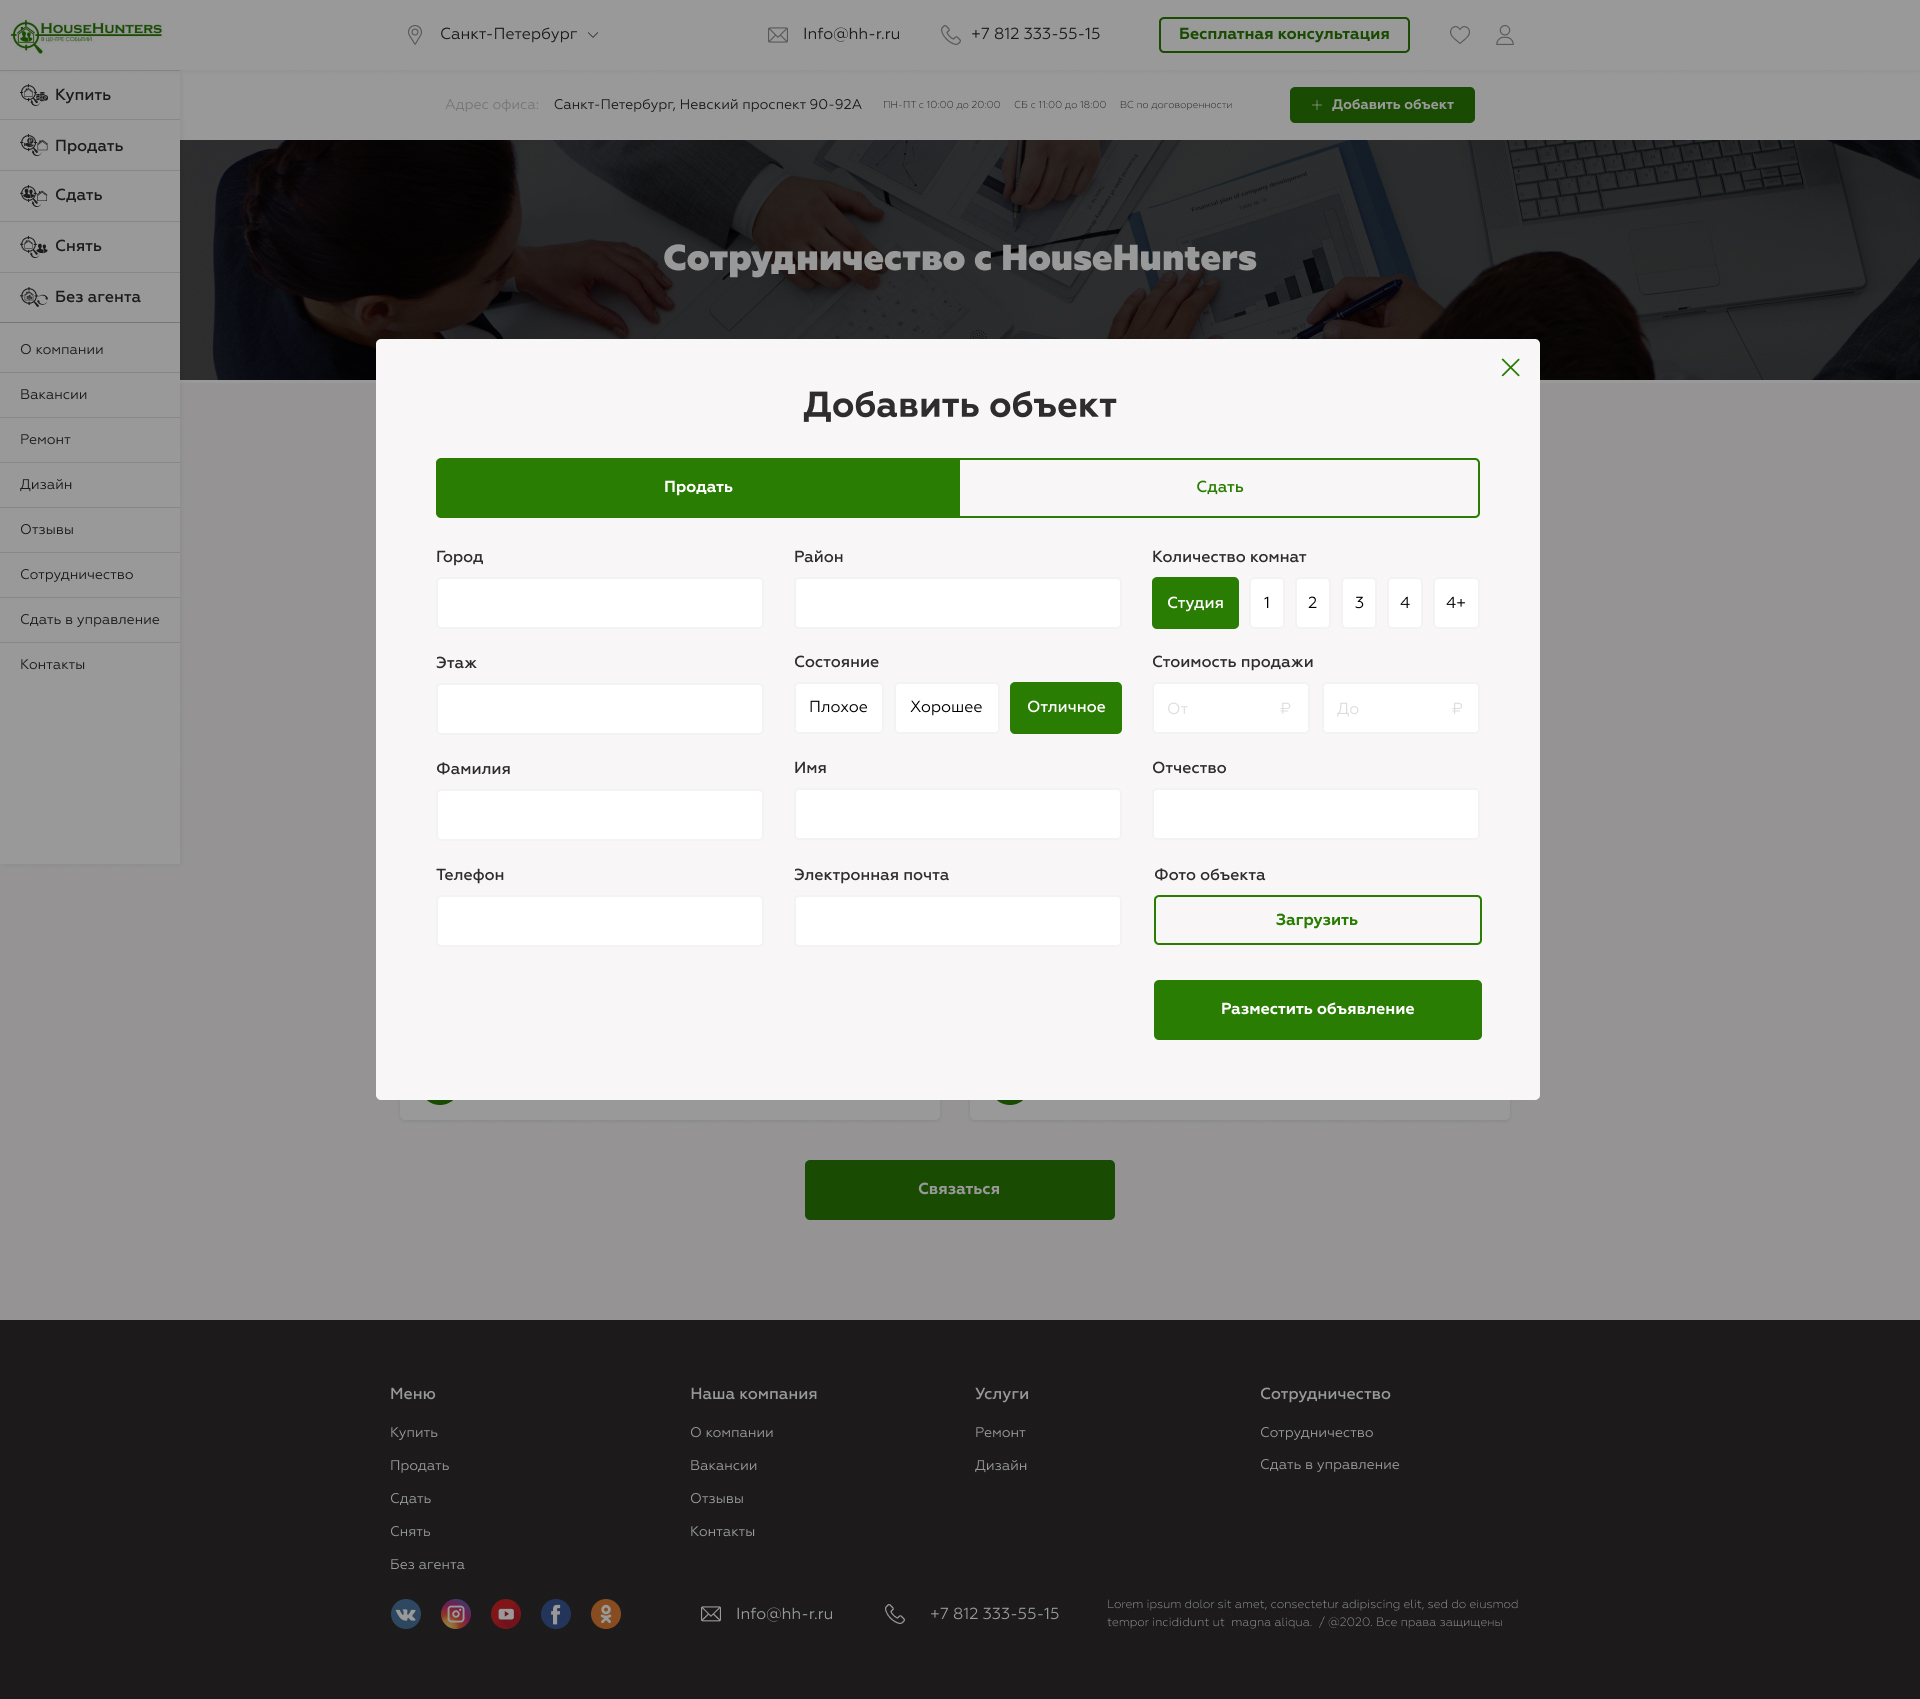 HouseHunters
В ЦЕНТРЕ СОБЫТИЙ
Санкт-Петербург
Info@hh-r.ru
+7 812 333-55-15
Бесплатная консультация
Адрес офиса: Санкт-Петербург, Невский проспект 90-92А ПН-ПТ с 10:00 до 20:00 СБ с 11:00 до 18:00 ВС по договоренности
+ Добавить объект
Купить
Продать
Сдать
Снять
Без агента
О компании
Вакансии
Ремонт
Дизайн
Отзывы
Сотрудничество
Сдать в управление
Контакты
Сотрудничество с HouseHunters
Добавить объект
Продать
Сдать
Город
Район
Количество комнат
Студия 1 2 3 4 4+
Этаж
Состояние
Плохое Хорошее Отличное
Стоимость продажи
От ₽ До ₽
Фамилия
Имя
Отчество
Телефон
Электронная почта
Фото объекта
Загрузить
Разместить объявление
Связаться
Меню
Купить
Продать
Сдать
Снять
Без агента
Наша компания
О компании
Вакансии
Отзывы
Контакты
Услуги
Ремонт
Дизайн
Сотрудничество
Сотрудничество
Сдать в управление
Info@hh-r.ru
+7 812 333-55-15
Lorem ipsum dolor sit amet, consectetur adipiscing elit, sed do eiusmod
tempor incididunt ut magna aliqua. / @2020. Все права защищены